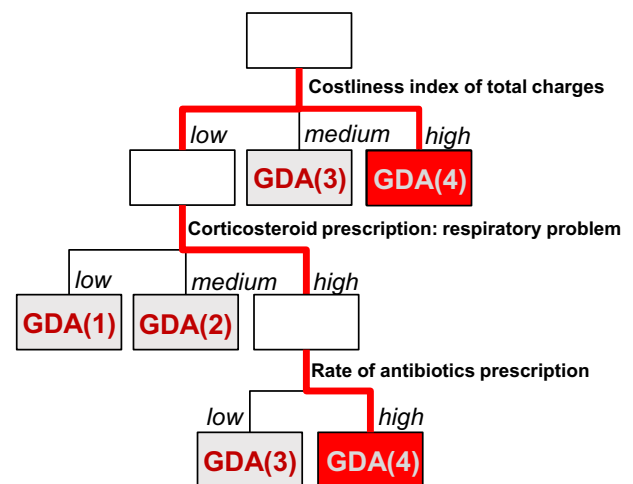 Costliness index of total charges
low medium high
GDA(3) GDA(4)
Corticosteroid prescription: respiratory problem
low medium high
GDA(1) GDA(2)
Rate of antibiotics prescription
low high
GDA(3) GDA(4)